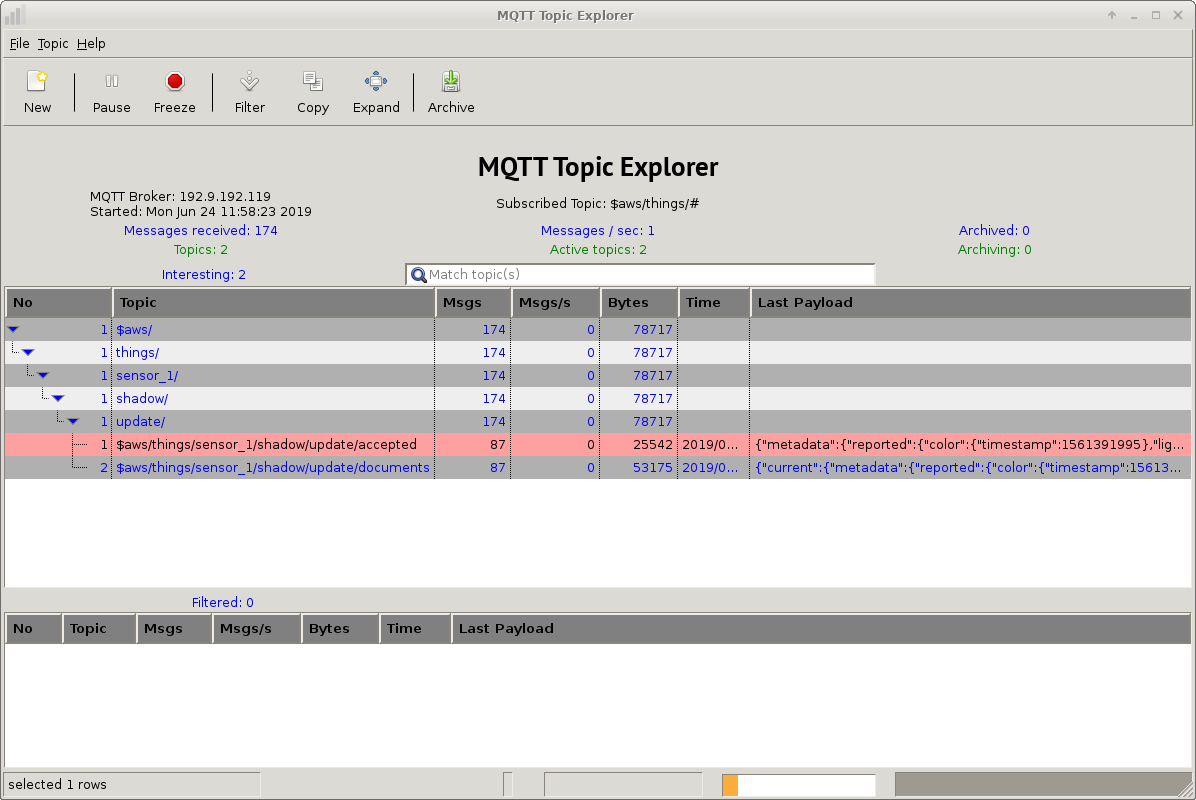 MQTT Topic Explorer
File Topic Help
New Pause Freeze Filter Copy Expand Archive
MQTT Topic Explorer
MQTT Broker: 192.9.192.119
Started: Mon Jun 24 11:58:23 2019
Subscribed Topic: $aws/things/#
Messages received: 174 Messages / sec: 1 Archived: 0
Topics: 2 Active topics: 2 Archiving: 0
Interesting: 2 Match topic(s)
No Topic Msgs Msgs/s Bytes Time Last Payload
1 $aws/ 174 0 78717
1 things/ 174 0 78717
1 sensor_1/ 174 0 78717
1 shadow/ 174 0 78717
1 update/ 174 0 78717
1 $aws/things/sensor_1/shadow/update/accepted 87 0 25542 2019/0... {"metadata":{"reported":{"color":{"timestamp":1561391995},"lig...
2 $aws/things/sensor_1/shadow/update/documents 87 0 53175 2019/0... {"current":{"metadata":{"reported":{"color":{"timestamp":15613...
Filtered: 0
No Topic Msgs Msgs/s Bytes Time Last Payload
selected 1 rows